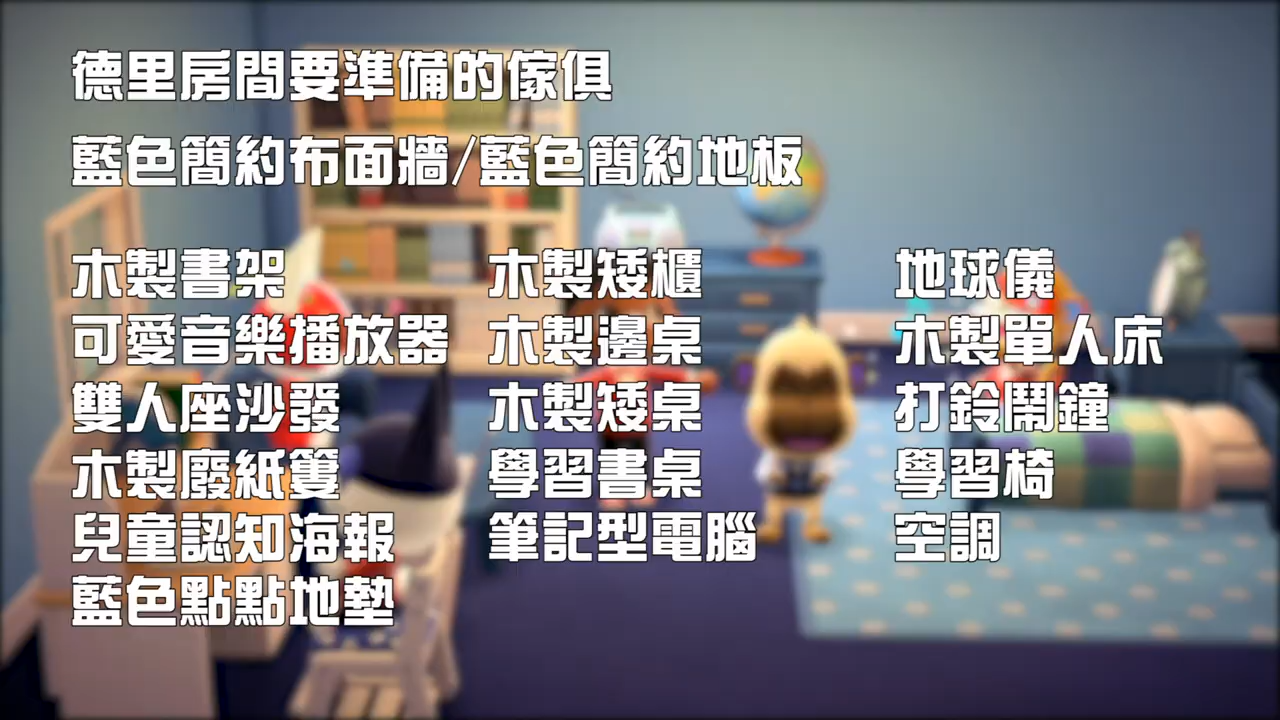 德里房間要準備的傢俱
藍色簡約布面牆/藍色簡約地板
木製書架 木製矮櫃 地球儀
可愛音樂播放器 木製邊桌 木製單人床
雙人座沙發 木製矮桌 打鈴鬧鐘
木製廢紙簍 學習書桌 學習椅
兒童認知海報 筆記型電腦 空調
藍色點點地墊